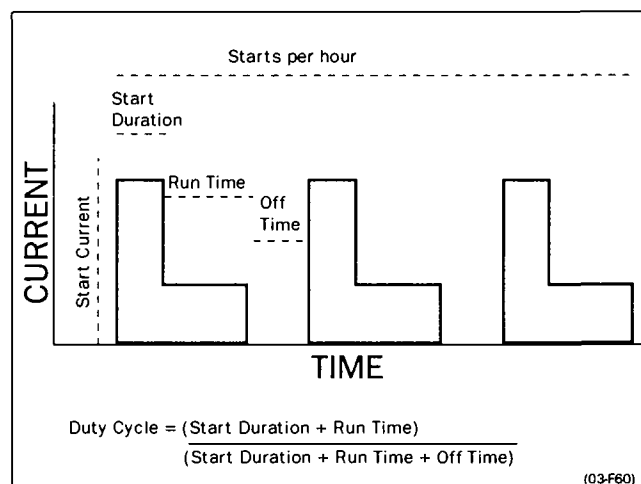 Starts per hour
Start
Duration
Run Time
Off
Time
Start Current
CURRENT
TIME
Duty Cycle = (Start Duration + Run Time)
(Start Duration + Run Time + Off Time)
(03-F60)